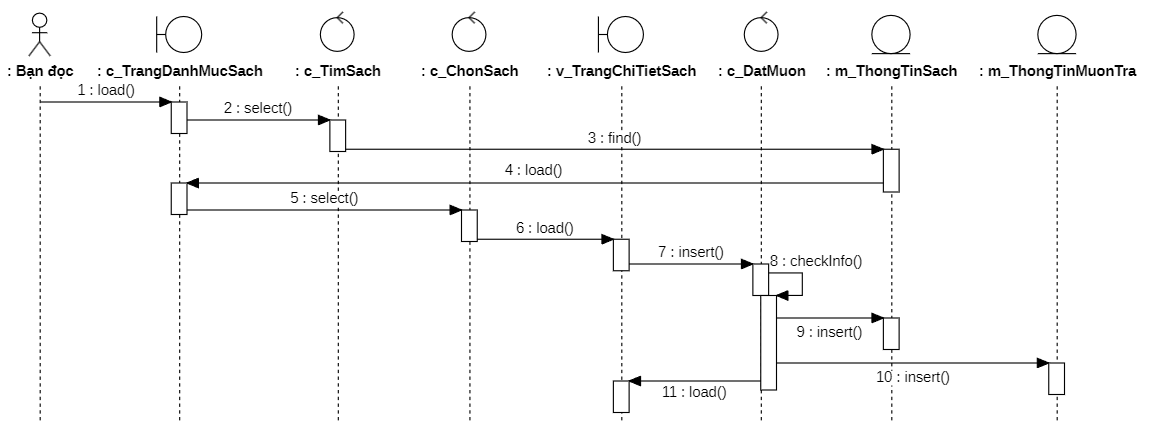 : Bạn đọc
: c_TrangDanhMucSach
: c_TimSach
: c_ChonSach
: v_TrangChiTietSach
: c_DatMuon
: m_ThongTinSach
: m_ThongTinMuonTra
1 : load()
2 : select()
3 : find()
4 : load()
5 : select()
6 : load()
7 : insert()
8 : checkInfo()
9 : insert()
10 : insert()
11 : load()